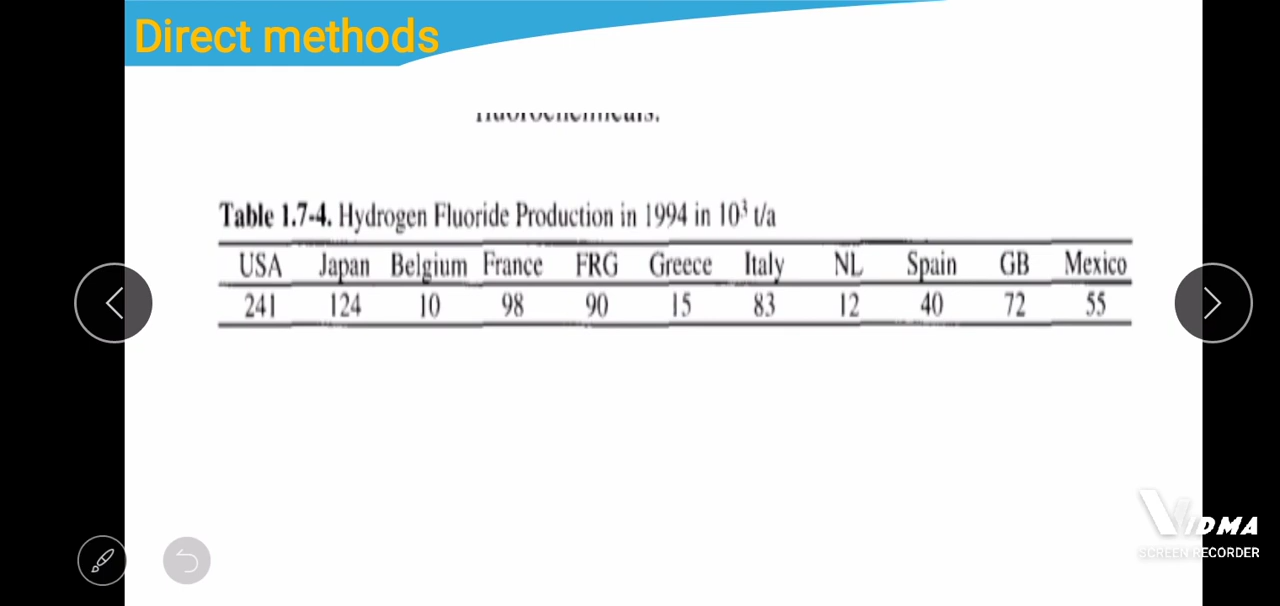 Direct methods
Table 1.7-4. Hydrogen Fluoride Production in 1994 in 10³ t/a
USA Japan Belgium France FRG Greece Italy NL Spain GB Mexico
241 124 10 98 90 15 83 12 40 72 55
VIDMA
SCREEN RECORDER